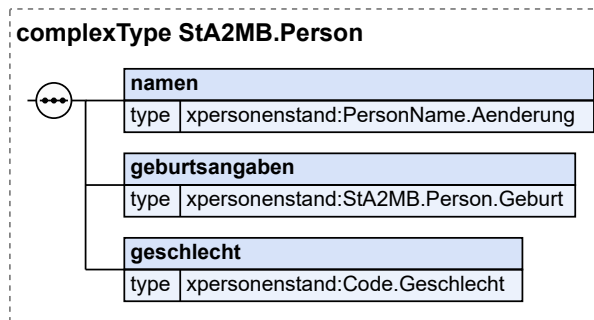 complexType StA2MB.Person
namen
type xpersonenstand:PersonName.Aenderung
geburtsangaben
type xpersonenstand:StA2MB.Person.Geburt
geschlecht
type xpersonenstand:Code.Geschlecht